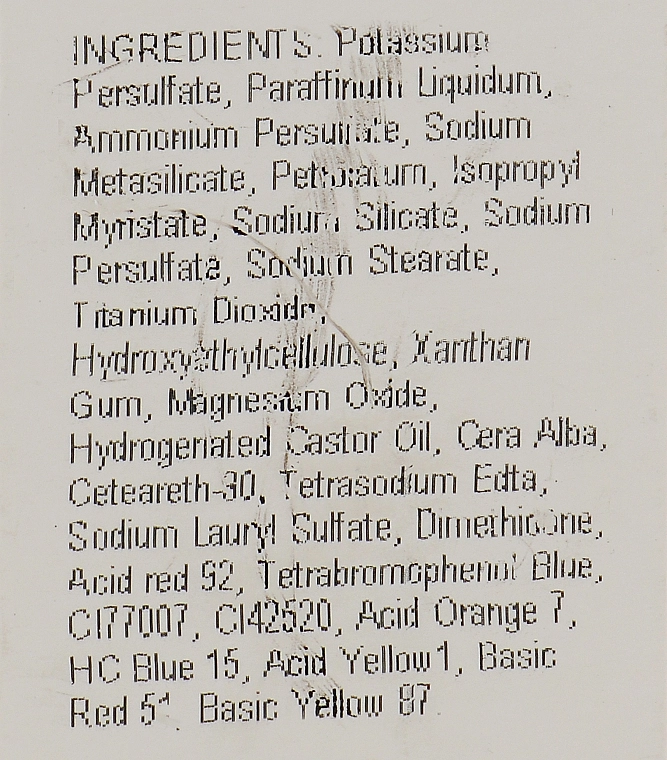 INGREDIENTS: Potassium
Persulfate, Paraffinum Liquidum,
Ammonium Persulfate, Sodium
Metasilicate, Petrolatum, Isopropyl
Myristate, Sodium Silicate, Sodium
Persulfate, Sodium Stearate,
Titanium Dioxide,
Hydroxyethylcellulose, Xanthan
Gum, Magnesium Oxide,
Hydrogenated Castor Oil, Cera Alba,
Ceteareth-30, Tetrasodium Edta,
Sodium Lauryl Sulfate, Dimethicone,
Acid red 92, Tetrabromophenol Blue,
CI77007, CI42520, Acid Orange 7,
HC Blue 15, Acid Yellow 1, Basic
Red 51, Basic Yellow 87